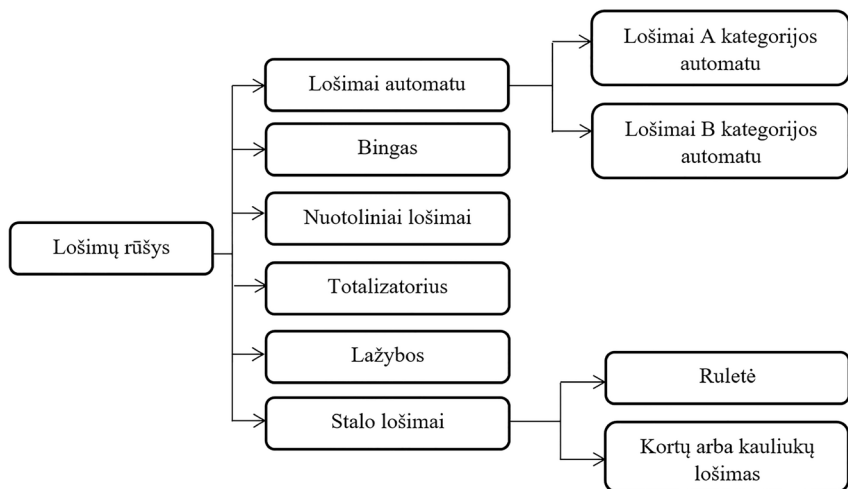 Lošimų rūšys
Lošimai automatu
Bingas
Nuotoliniai lošimai
Totalizatorius
Lažybos
Stalo lošimai
Lošimai A kategorijos
automatu
Lošimai B kategorijos
automatu
Ruletė
Kortų arba kauliukų
lošimas